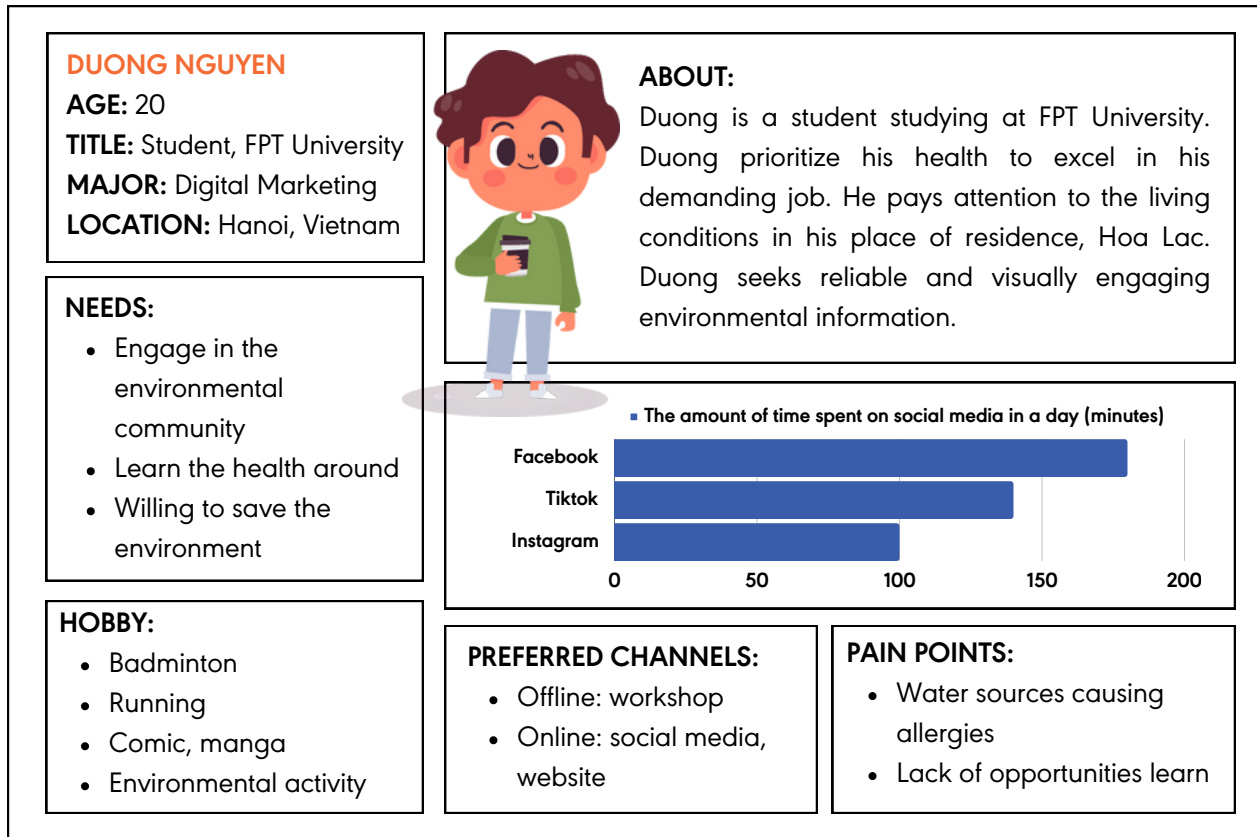 DUONG NGUYEN
AGE: 20
TITLE: Student, FPT University
MAJOR: Digital Marketing
LOCATION: Hanoi, Vietnam
ABOUT:
Duong is a student studying at FPT University.
Duong prioritize his health to excel in his
demanding job. He pays attention to the living
conditions in his place of residence, Hoa Lac.
Duong seeks reliable and visually engaging
environmental information.
NEEDS:
• Engage in the
environmental
community
• Learn the health around
• Willing to save the
environment
The amount of time spent on social media in a day (minutes)
Facebook
Tiktok
Instagram
0 50 100 150 200
HOBBY:
• Badminton
• Running
• Comic, manga
• Environmental activity
PREFERRED CHANNELS:
• Offline: workshop
• Online: social media,
website
PAIN POINTS:
• Water sources causing
allergies
• Lack of opportunities learn